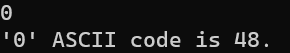 0
'0' ASCII code is 48.